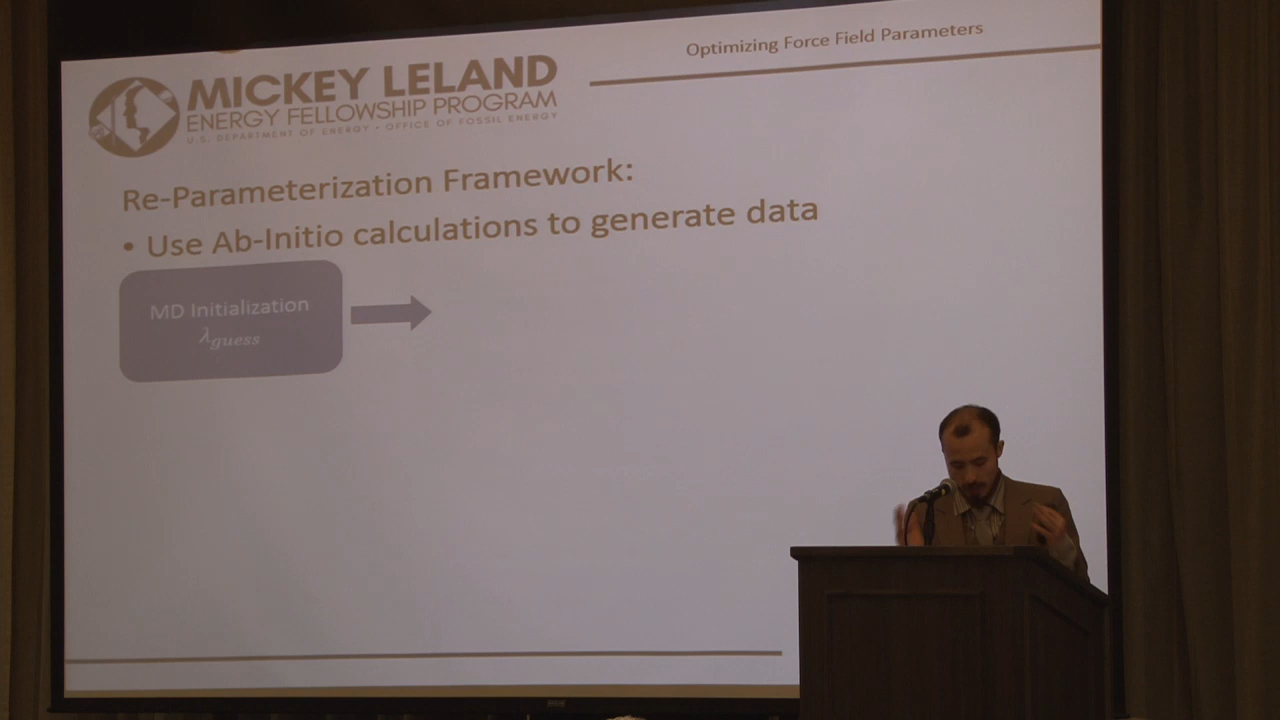 Optimizing Force Field Parameters
MICKEY LELAND
ENERGY FELLOWSHIP PROGRAM
U.S. DEPARTMENT OF ENERGY • OFFICE OF FOSSIL ENERGY
Re-Parameterization Framework:
• Use Ab-Initio calculations to generate data
MD Initialization
λguess